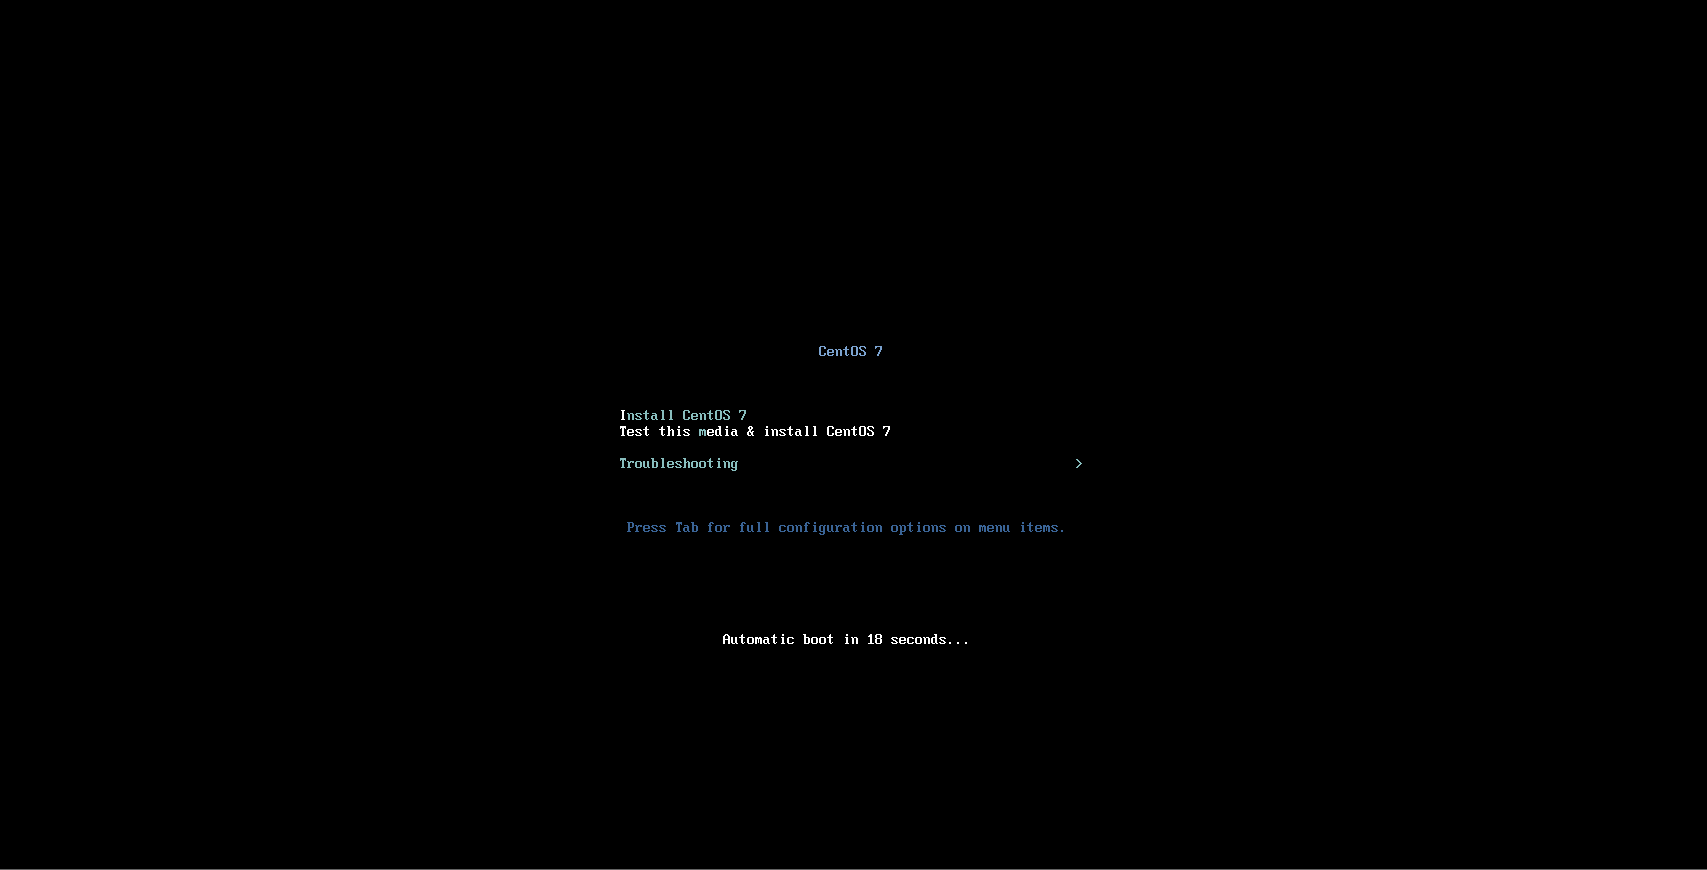 CentOS 7
Install CentOS 7
Test this media & install CentOS 7
Troubleshooting >
Press Tab for full configuration options on menu items.
Automatic boot in 18 seconds...